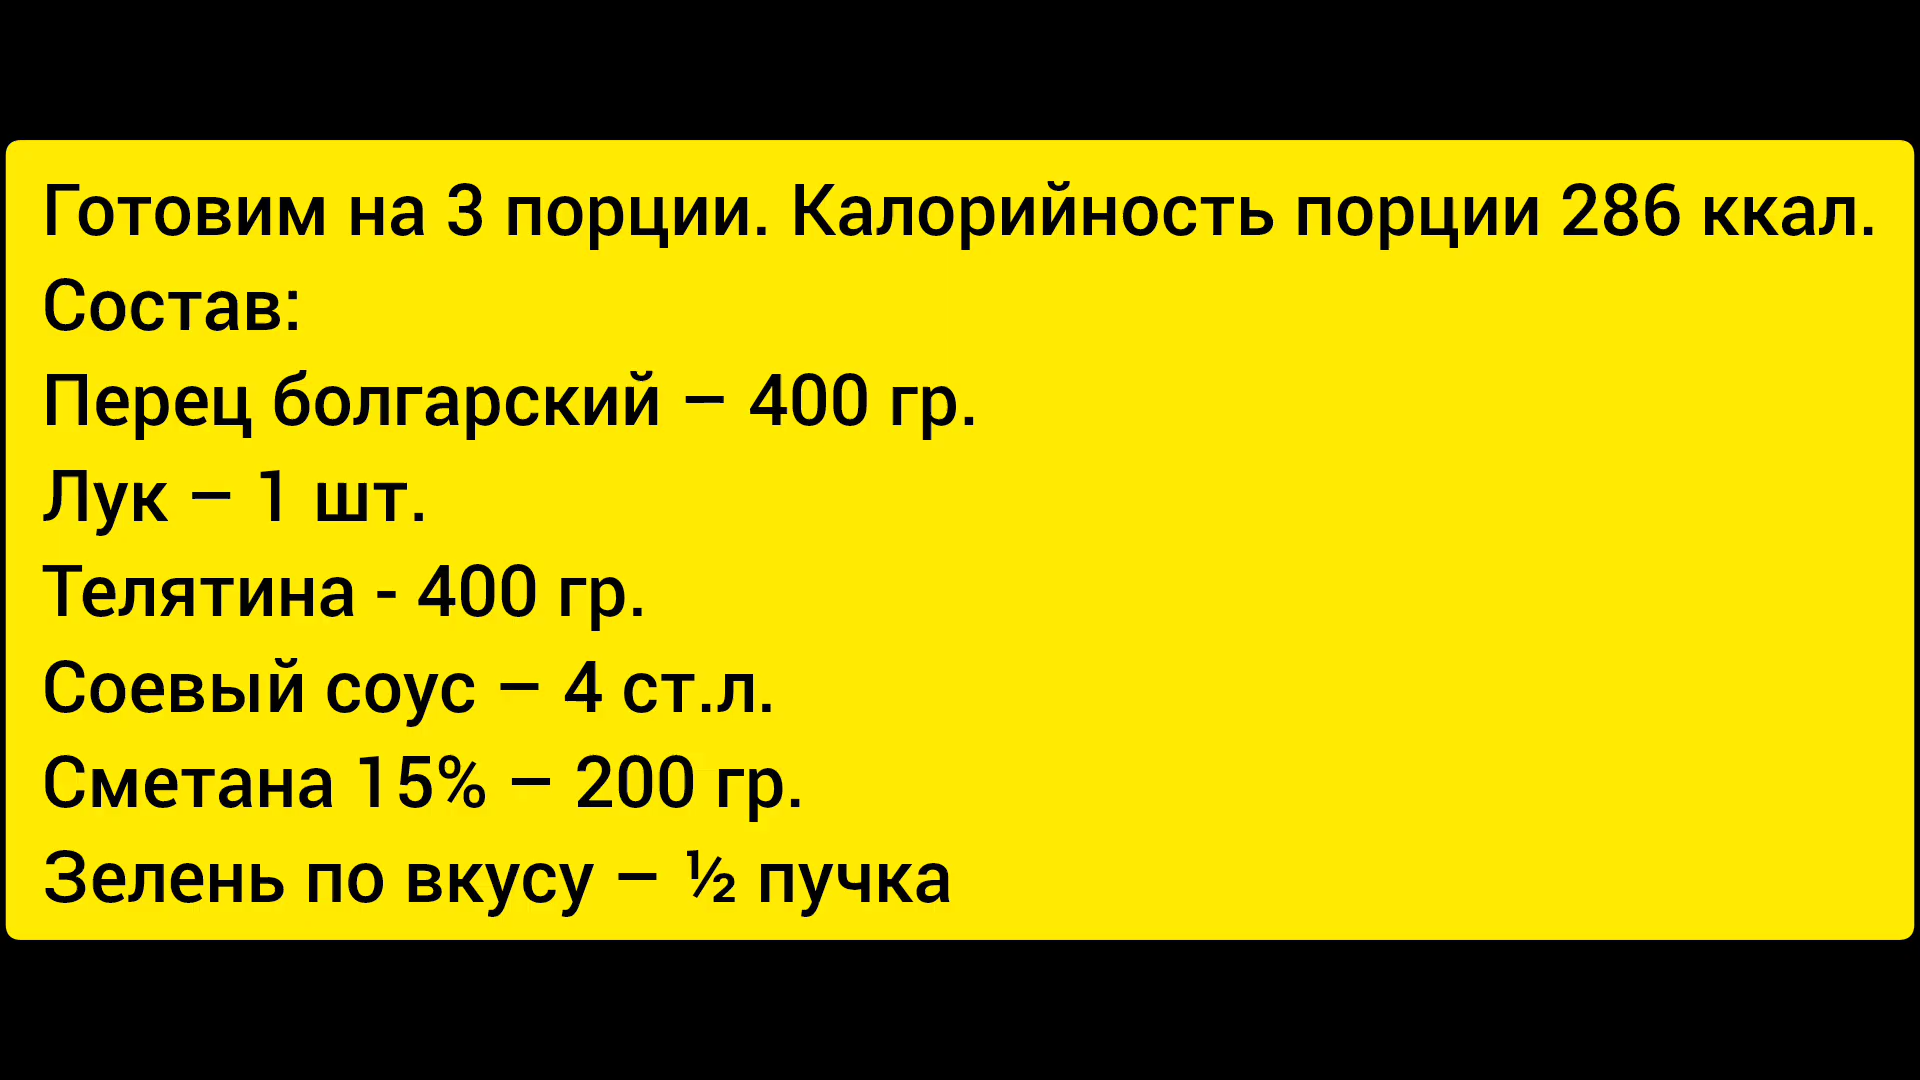 Готовим на 3 порции. Калорийность порции 286 ккал.
Состав:
Перец болгарский – 400 гр.
Лук – 1 шт.
Телятина - 400 гр.
Соевый соус – 4 ст.л.
Сметана 15% – 200 гр.
Зелень по вкусу – ½ пучка